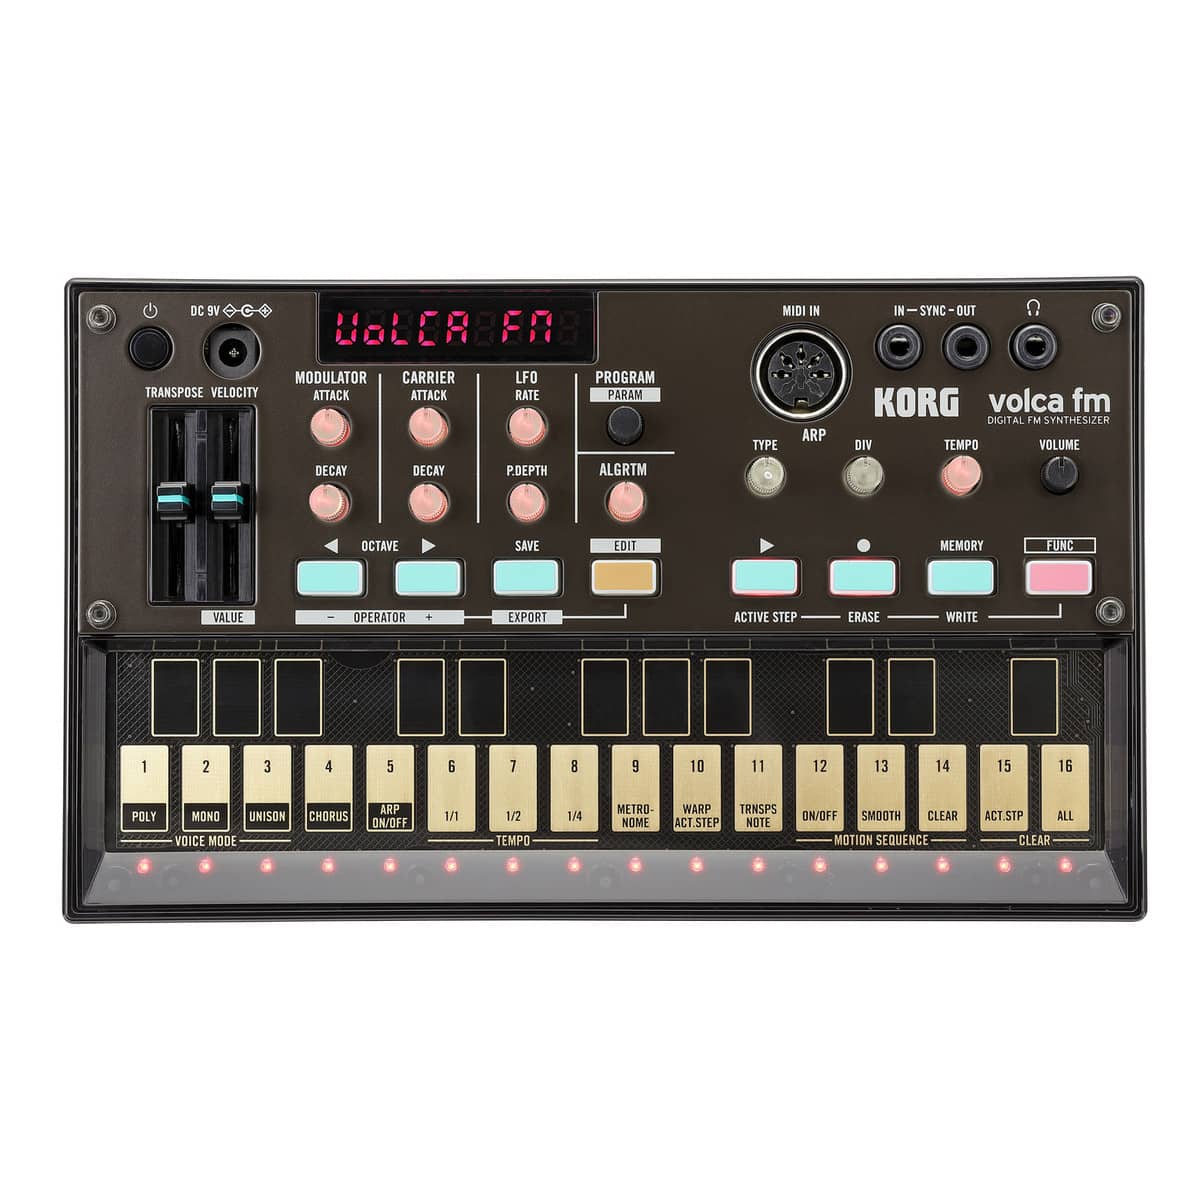 DC 9V
VoLCA FM
MIDI IN
IN — SYNC - OUT
TRANSPOSE VELOCITY
MODULATOR
ATTACK
CARRIER
ATTACK
LFO
RATE
PROGRAM
PARAM
KORG
volca fm
DIGITAL FM SYNTHESIZER
ARP
TYPE
DIV
TEMPO
VOLUME
DECAY
DECAY
P.DEPTH
ALGRTM
OCTAVE
SAVE
EDIT
MEMORY
FUNC
VALUE
- OPERATOR +
EXPORT
ACTIVE STEP
ERASE
WRITE
1 2 3 4 5 6 7 8 9 10 11 12 13 14 15 16
POLY
MONO
UNISON
CHORUS
ARP
ON/OFF
1/1
1/2
1/4
METRO-
NOME
WARP
ACT.STEP
TRNSPS
NOTE
ON/OFF
SMOOTH
CLEAR
ACT.STP
ALL
VOICE MODE
TEMPO
MOTION SEQUENCE
CLEAR